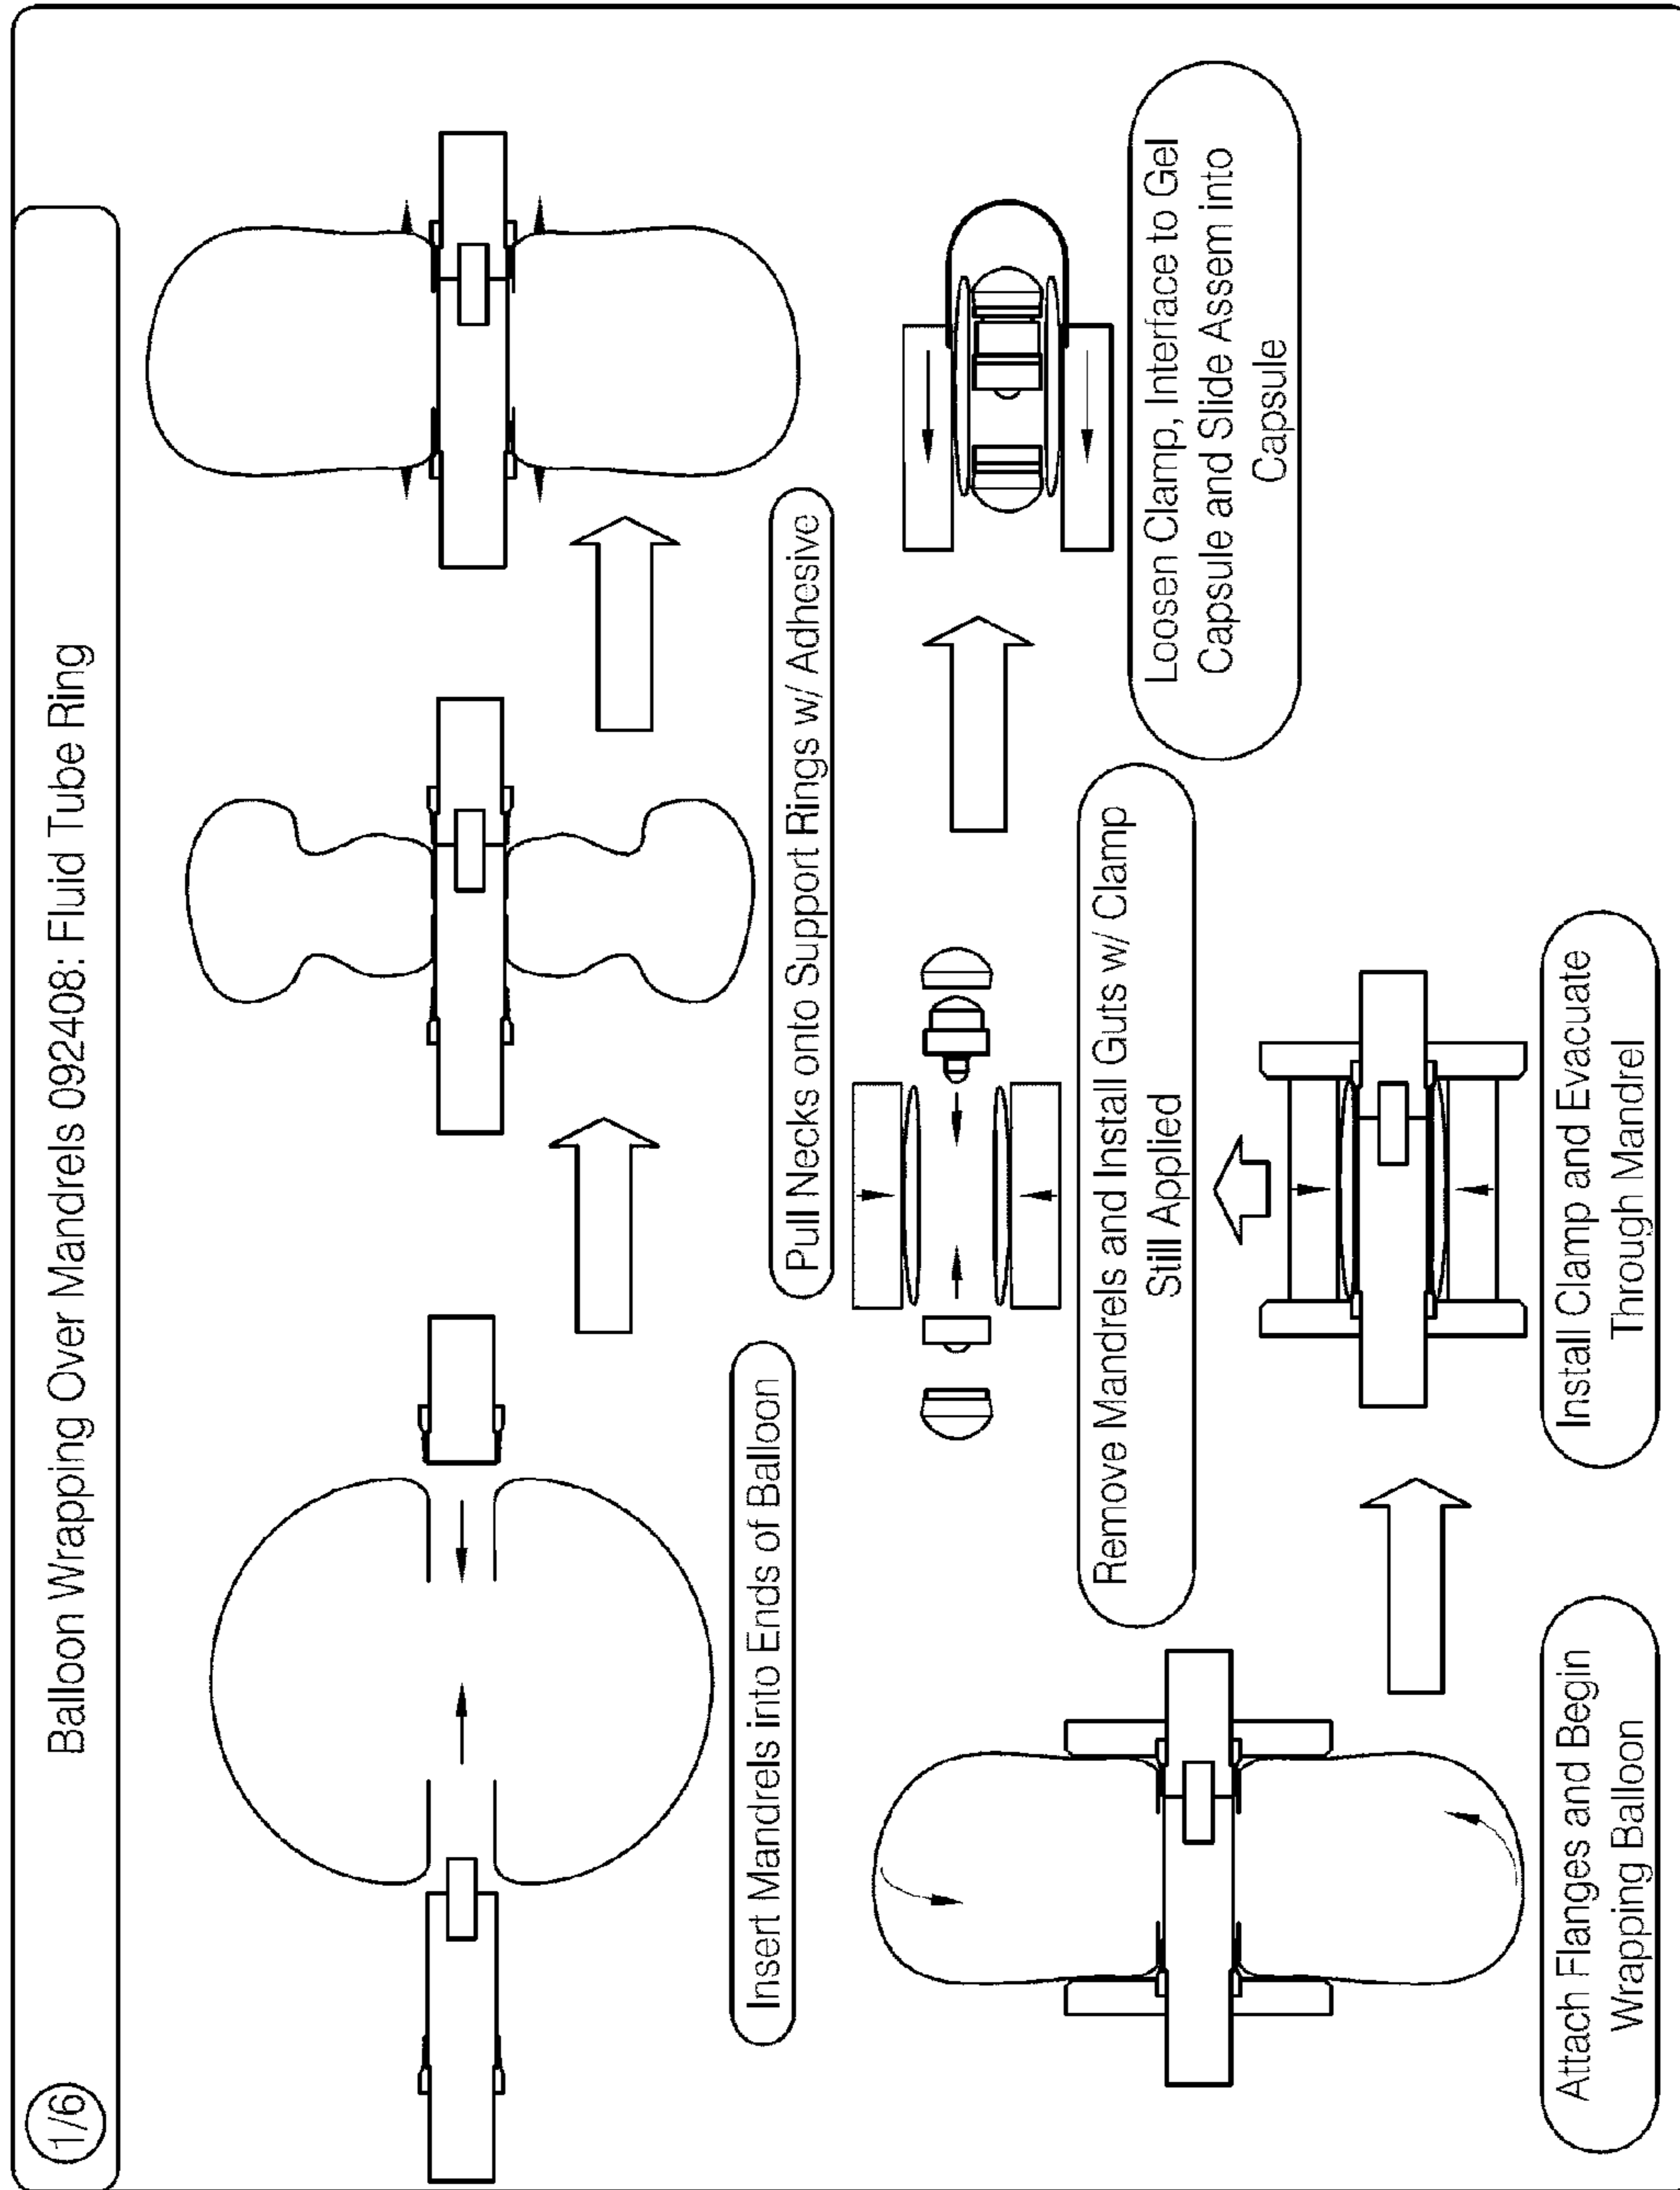 1/6
Balloon Wrapping Over Mandrels 092408: Fluid Tube Ring
Insert Mandrels into Ends of Balloon
Pull Necks onto Support Rings w/ Adhesive
Attach Flanges and Begin
Wrapping Balloon
Install Clamp and Evacuate
Through Mandrel
Remove Mandrels and Install Guts w/ Clamp
Still Applied
Loosen Clamp, Interface to Gel
Capsule and Slide Assem into
Capsule